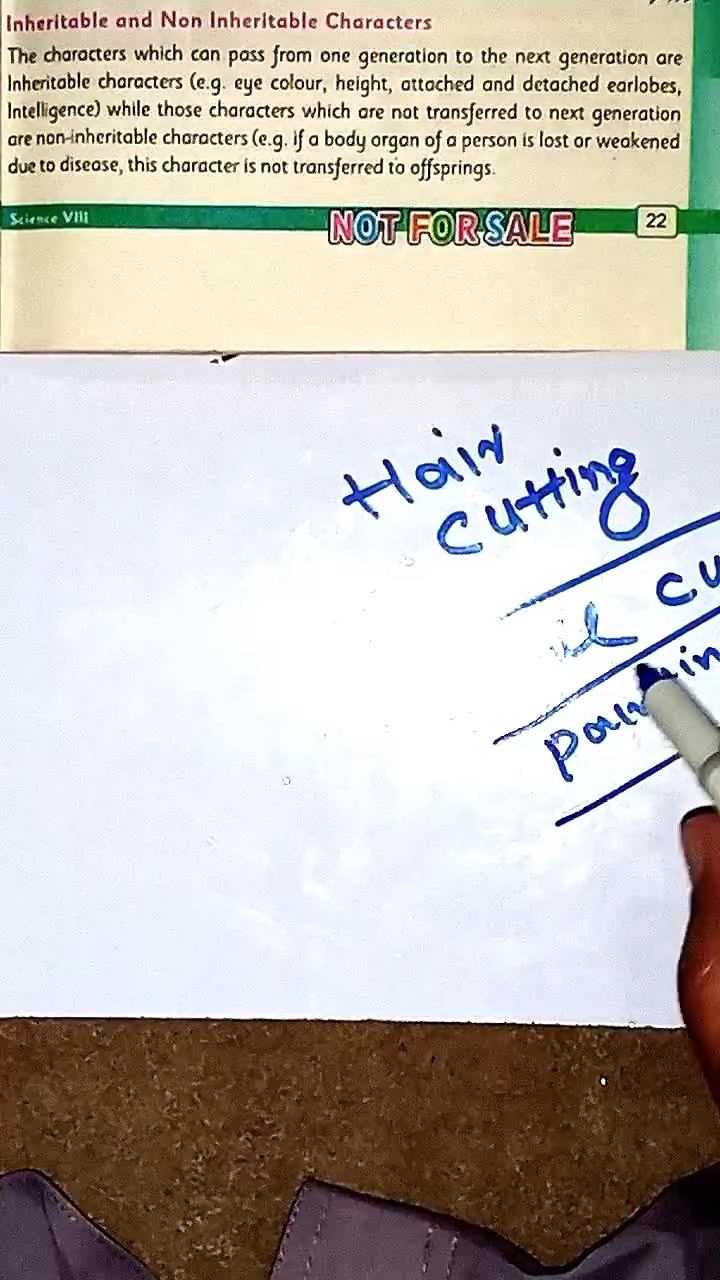 Inheritable and Non Inheritable Characters
The characters which can pass from one generation to the next generation are
Inheritable characters (e.g. eye colour, height, attached and detached earlobes,
Intelligence) while those characters which are not transferred to next generation
are non-inheritable characters (e.g. if a body organ of a person is lost or weakened
due to disease, this character is not transferred to offsprings.
Science VIII
NOT FOR SALE
22
Hair
cutting